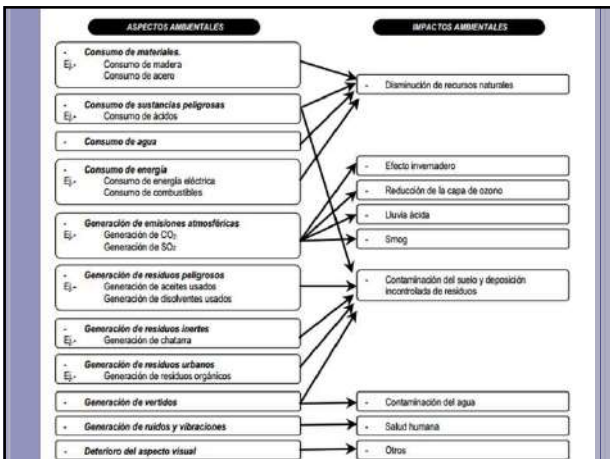 ASPECTOS AMBIENTALES
- Consumo de materiales.
Ej.- Consumo de madera
Consumo de acero
- Consumo de sustancias peligrosas
Ej.- Consumo de ácidos
- Consumo de agua
- Consumo de energía
Ej.- Consumo de energía eléctrica
Consumo de combustibles
- Generación de emisiones atmosféricas
Ej.- Generación de CO₂
Generación de SO₂
- Generación de residuos peligrosos
Ej.- Generación de aceites usados
Generación de disolventes usados
- Generación de residuos inertes
Ej.- Generación de chatarra
- Generación de residuos urbanos
Ej.- Generación de residuos orgánicos
- Generación de vertidos
- Generación de ruidos y vibraciones
- Deterioro del aspecto visual
IMPACTOS AMBIENTALES
- Disminución de recursos naturales
- Efecto invernadero
- Reducción de la capa de ozono
- Lluvia ácida
- Smog
- Contaminación del suelo y deposición
incontrolada de residuos
- Contaminación del agua
- Salud humana
- Otros